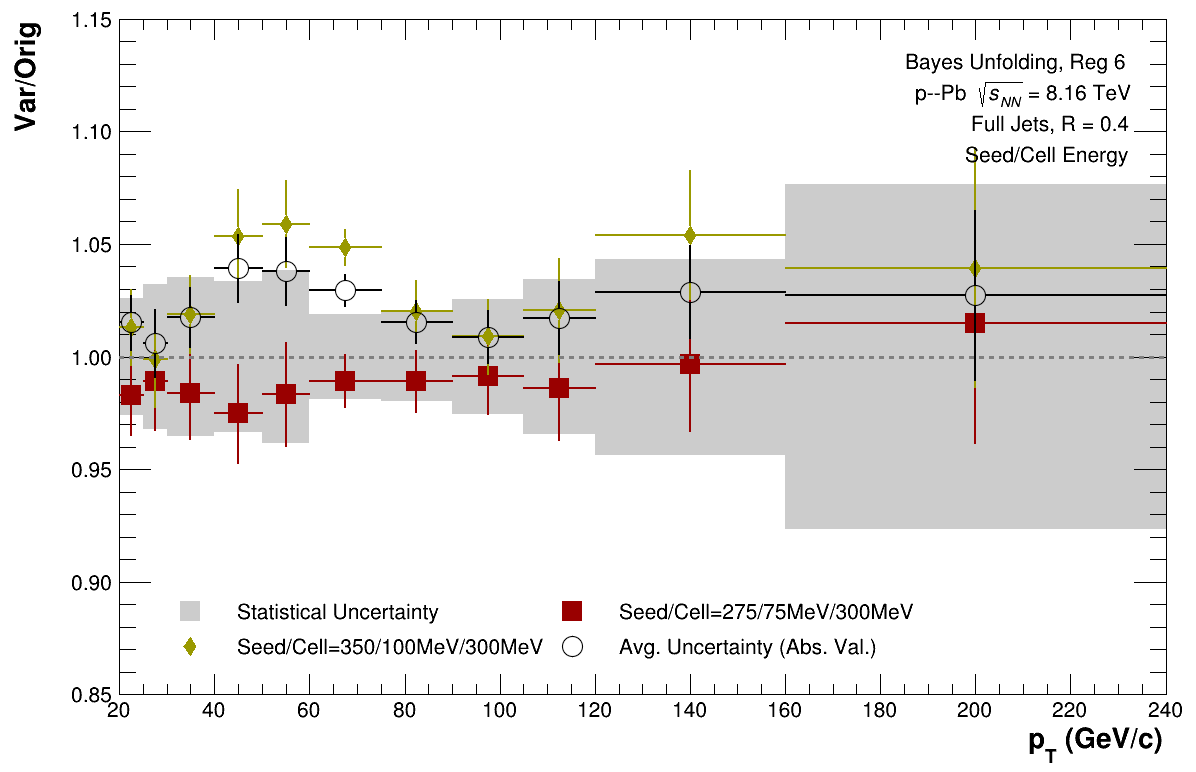 Var/Orig
1.15
1.10
1.05
1.00
0.95
0.90
0.85
Bayes Unfolding, Reg 6
p--Pb √s_NN = 8.16 TeV
Full Jets, R = 0.4
Seed/Cell Energy
Statistical Uncertainty
Seed/Cell=275/75MeV/300MeV
Seed/Cell=350/100MeV/300MeV
Avg. Uncertainty (Abs. Val.)
20 40 60 80 100 120 140 160 180 200 220 240
p_T (GeV/c)